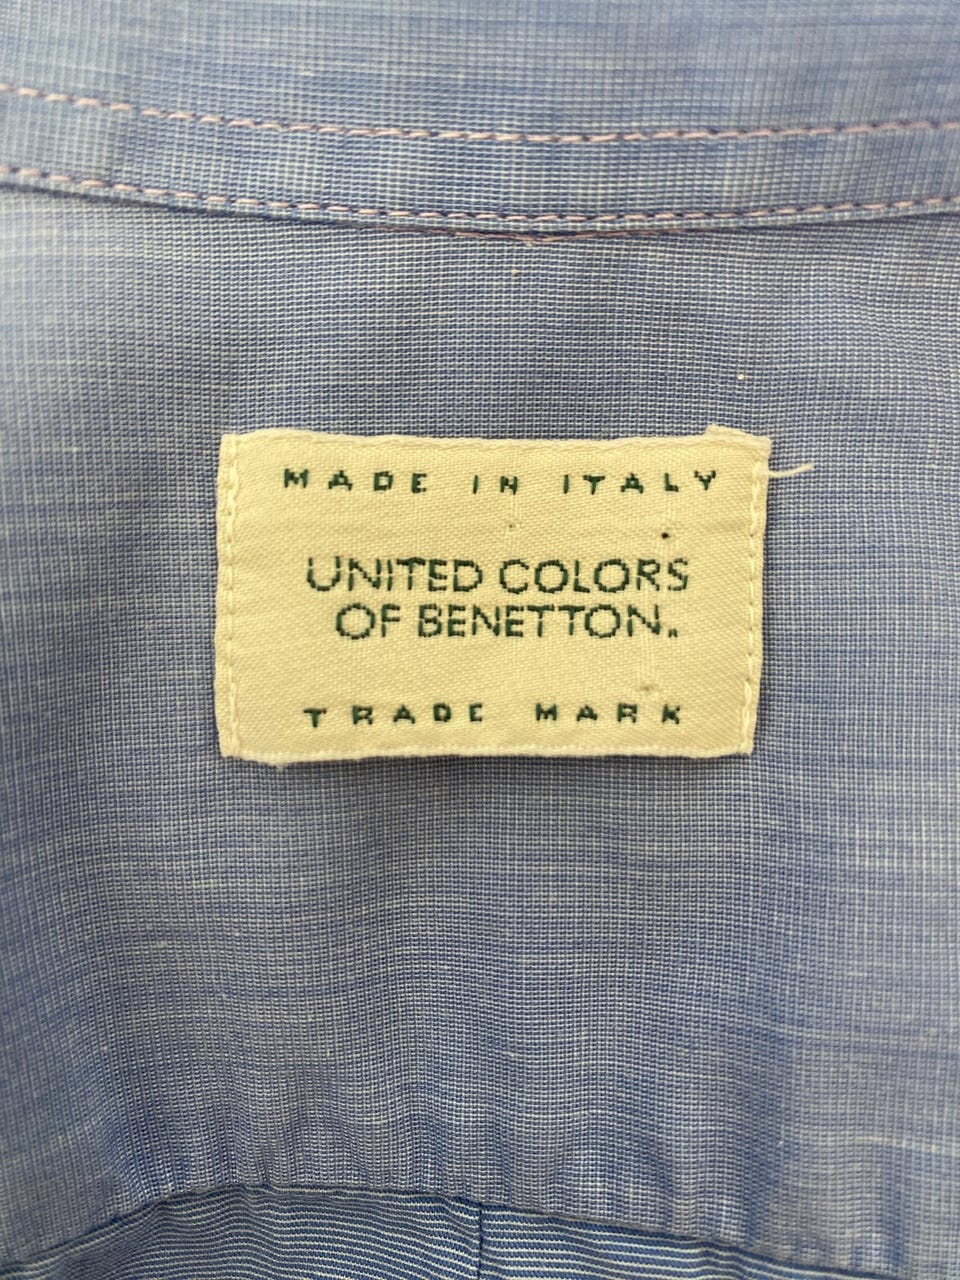 MADE IN ITALY
UNITED COLORS
OF BENETTON.
TRADE MARK